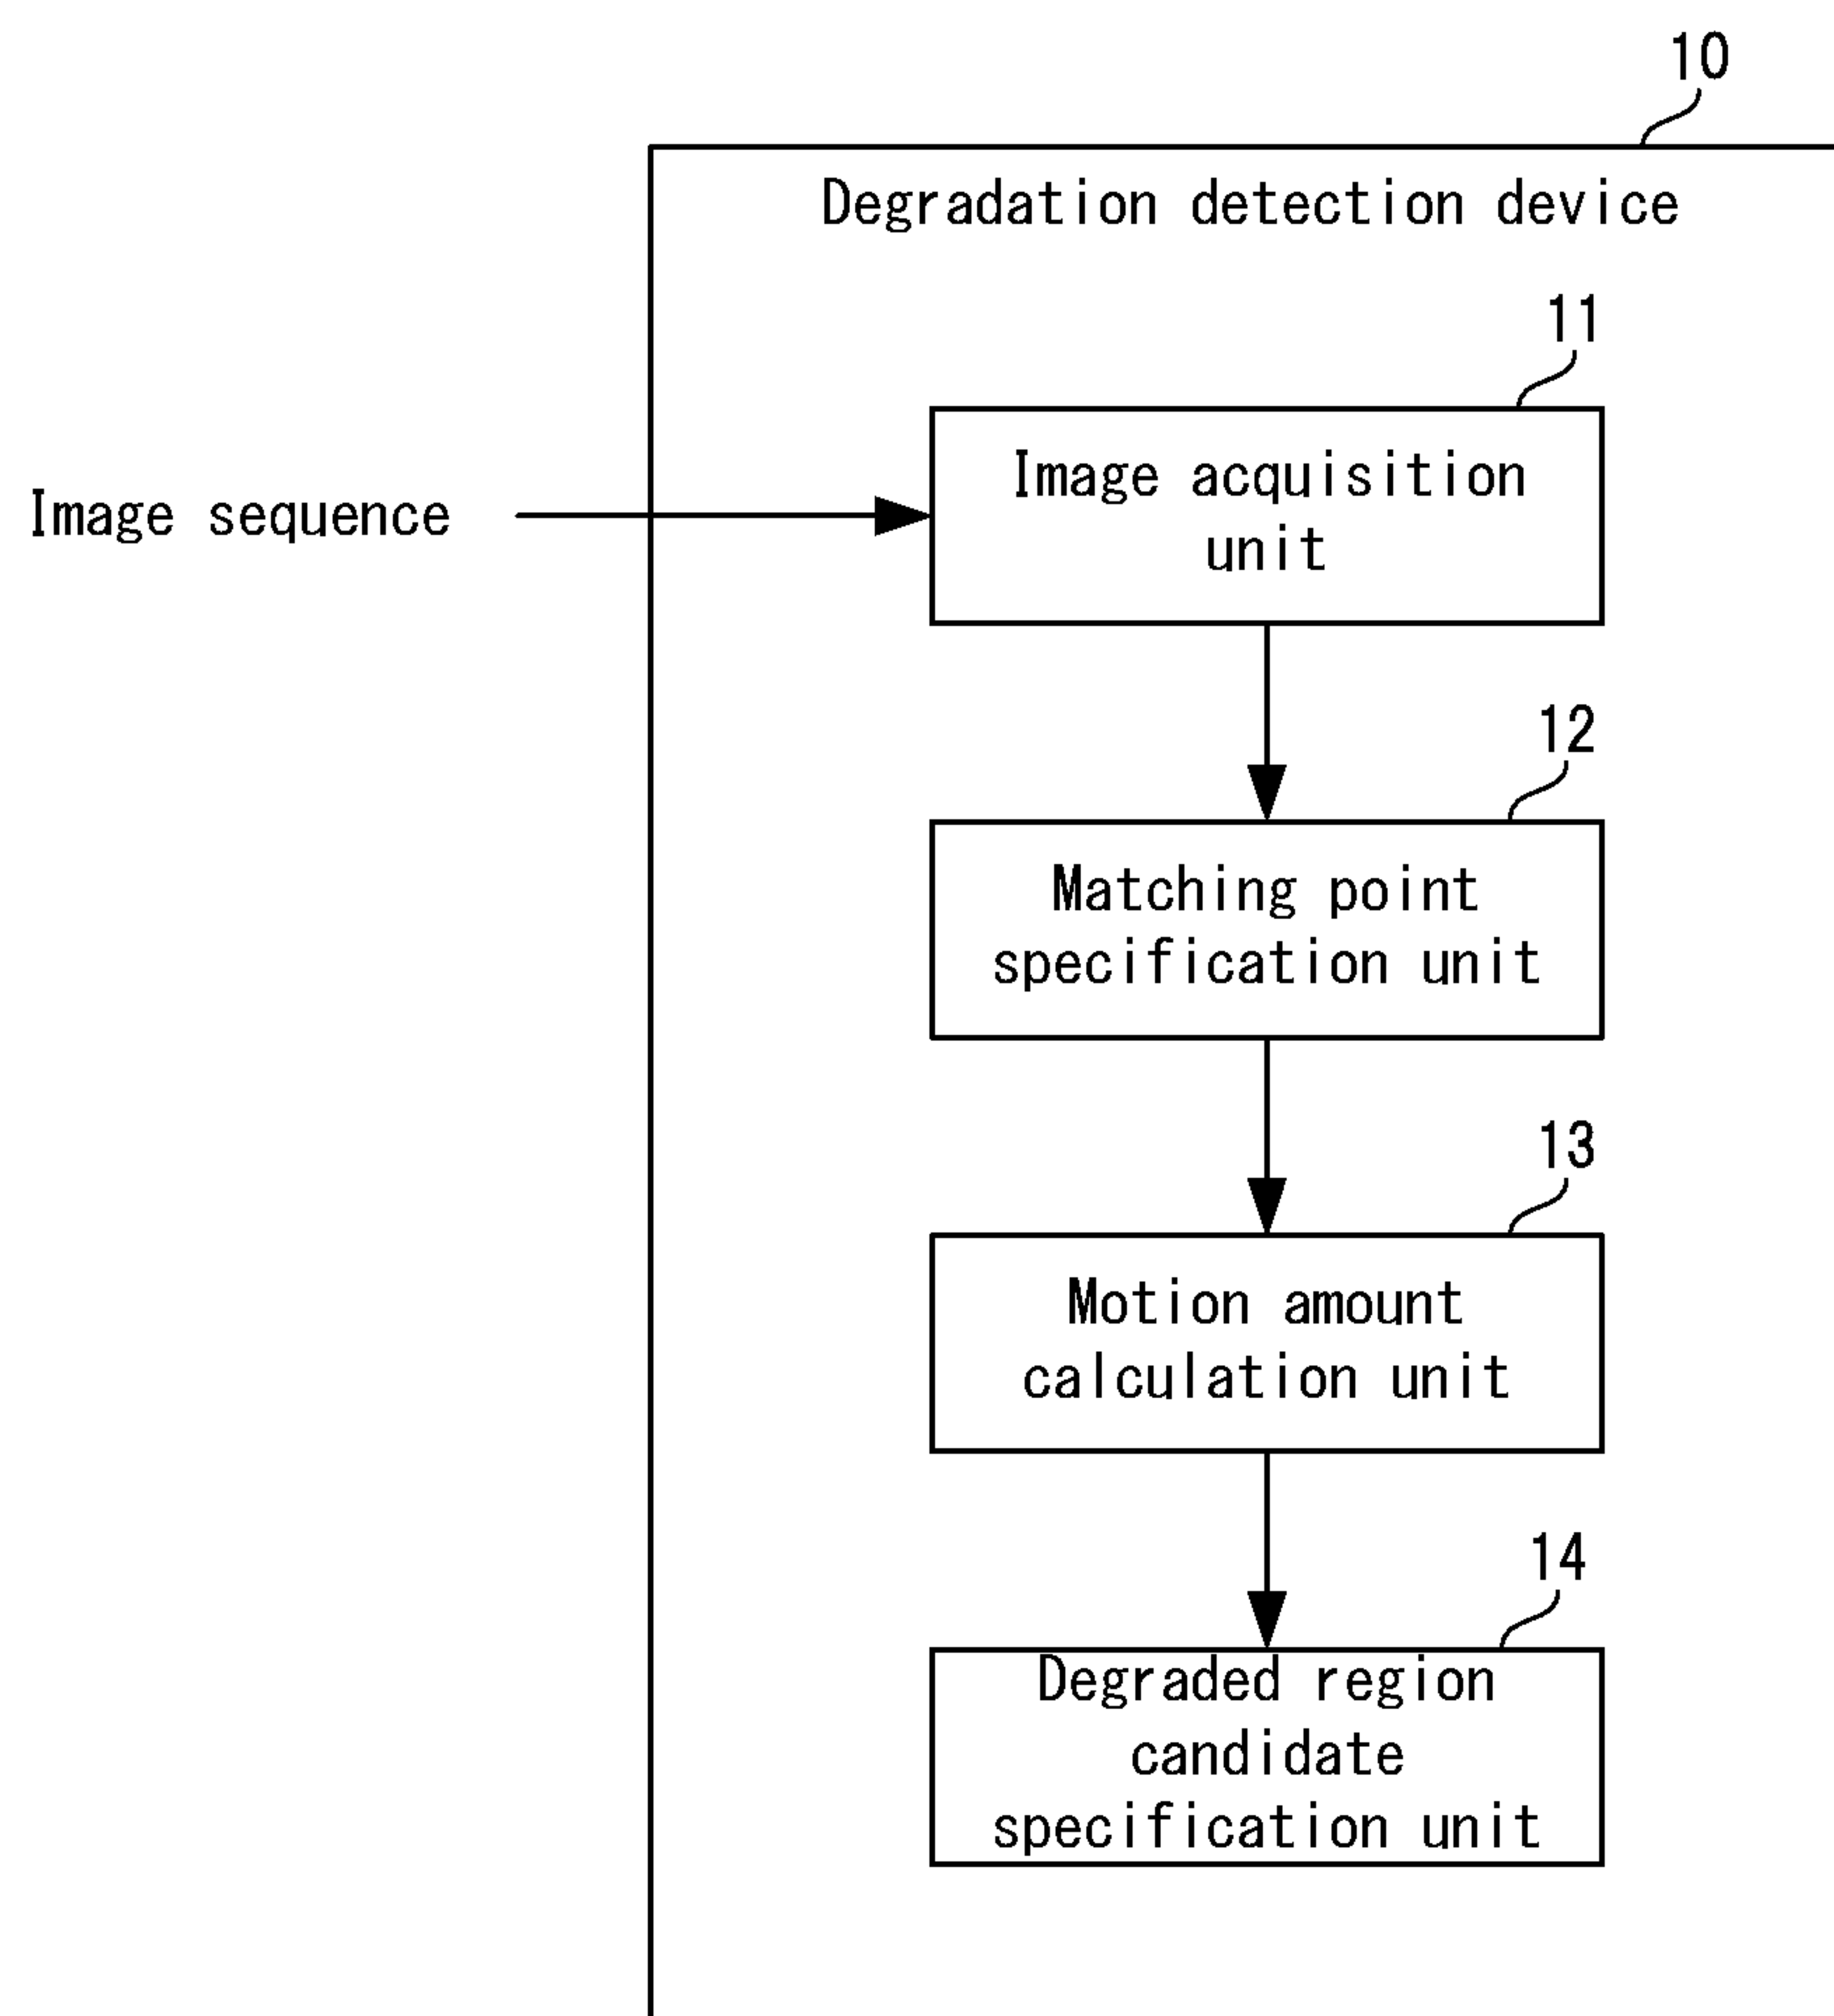 10
Degradation detection device
11
Image acquisition
unit
Image sequence
12
Matching point
specification unit
13
Motion amount
calculation unit
14
Degraded region
candidate
specification unit